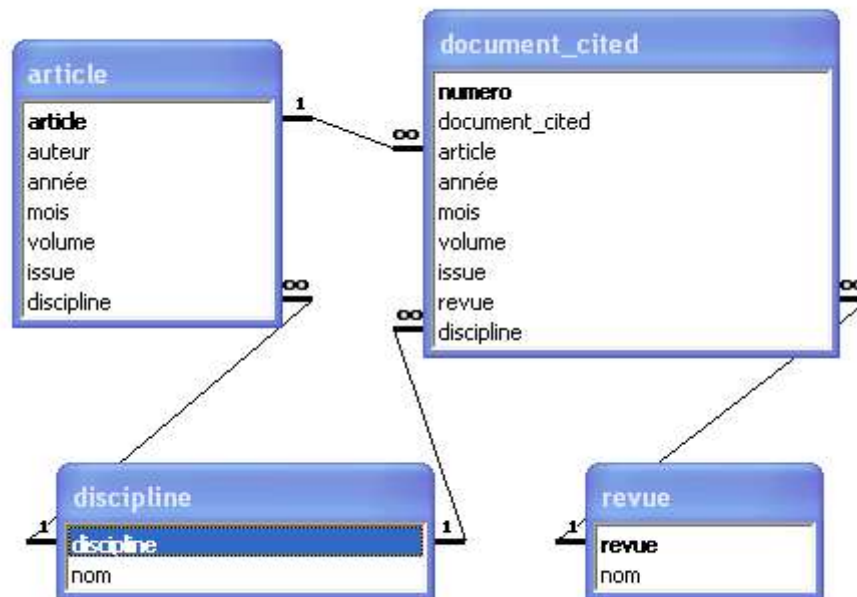 article
article
auteur
année
mois
volume
issue
discipline
1
∞
∞
document_cited
numero
document_cited
article
année
mois
volume
issue
revue
discipline
∞
∞
discipline
discipline
nom
1
1
revue
revue
nom
1